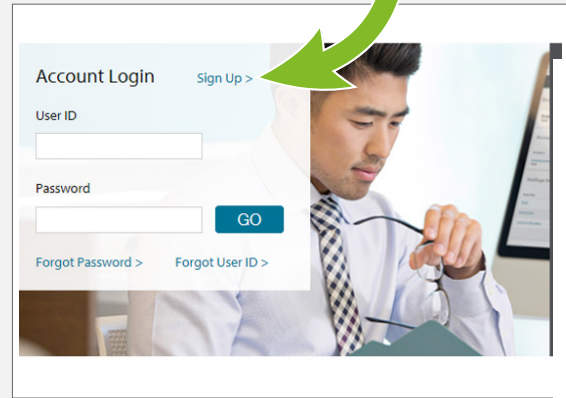 Account Login
Sign Up >
User ID
Password
GO
Forgot Password >
Forgot User ID >